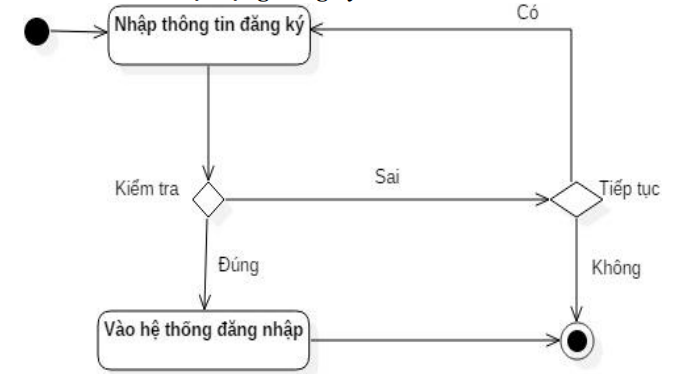 Có
Nhập thông tin đăng ký
Kiểm tra
Sai
Tiếp tục
Đúng
Không
Vào hệ thống đăng nhập